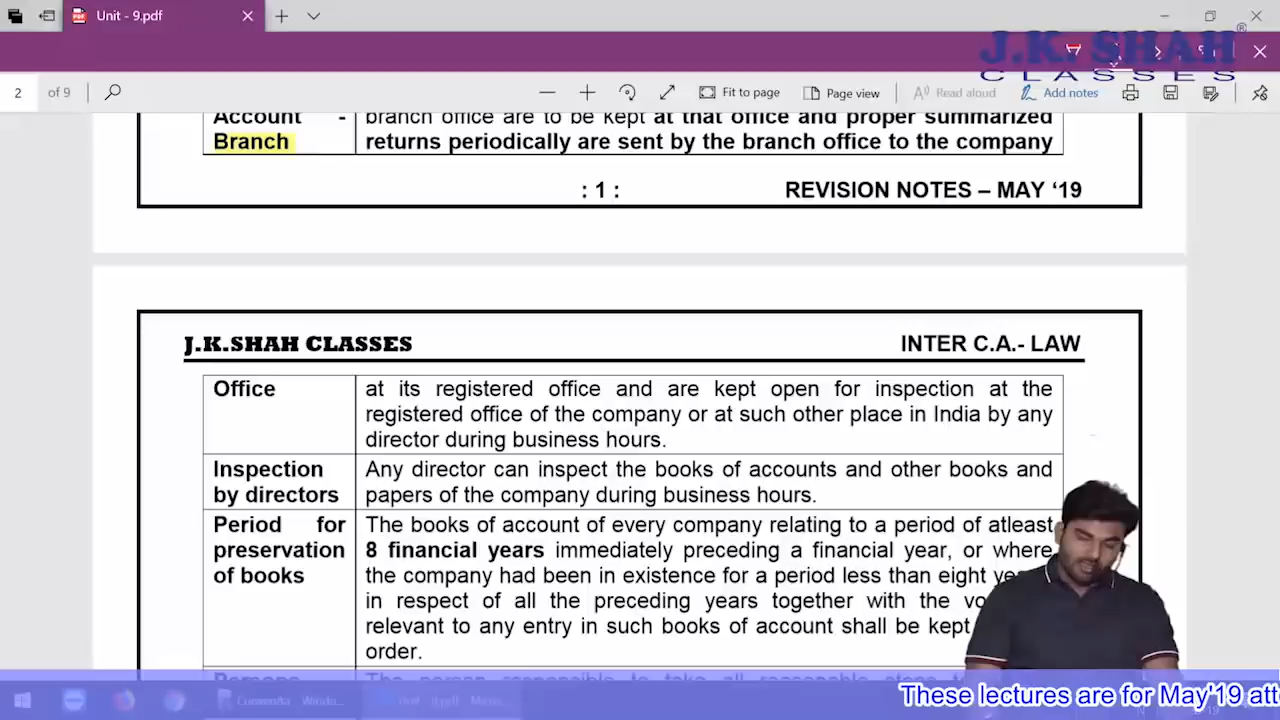 Unit - 9.pdf
J.K. SHAH®
CLASSES
2 of 9
Fit to page
Page view
Read aloud
Add notes
Account - branch office are to be kept at that office and proper summarized
Branch returns periodically are sent by the branch office to the company
: 1 : REVISION NOTES – MAY ‘19
J.K.SHAH CLASSES INTER C.A.- LAW
Office at its registered office and are kept open for inspection at the
registered office of the company or at such other place in India by any
director during business hours.
Inspection Any director can inspect the books of accounts and other books and
by directors papers of the company during business hours.
Period for The books of account of every company relating to a period of atleast
preservation 8 financial years immediately preceding a financial year, or where
of books the company had been in existence for a period less than eight
in respect of all the preceding years together with the
relevant to any entry in such books of account shall be kept
order.
These lectures are for May'19